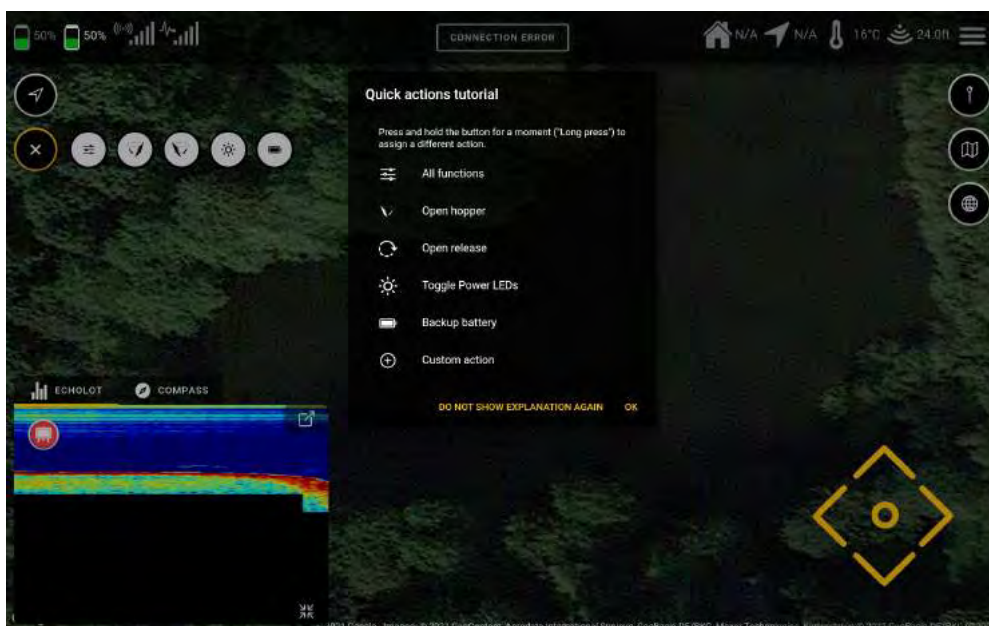 50% 50% CONNECTION ERROR N/A N/A 16°C 24.0ft
Quick actions tutorial
Press and hold the button for a moment ("Long press") to
assign a different action.
All functions
Open hopper
Open release
Toggle Power LEDs
Backup battery
Custom action
DO NOT SHOW EXPLANATION AGAIN OK
ECHOLOT COMPASS